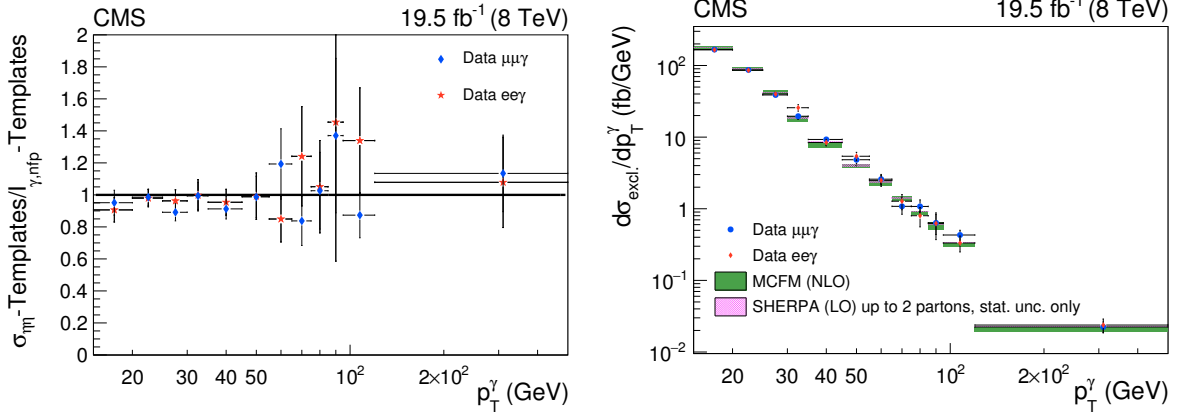 CMS 19.5 fb⁻¹ (8 TeV)
σηη-Templates/Iγ,nfp-Templates
2
1.8
1.6
1.4
1.2
1
0.8
0.6
0.4
0.2
0
Data μμγ
Data eeγ
20 30 40 50 10² 2×10²
pTγ (GeV)
CMS 19.5 fb⁻¹ (8 TeV)
dσexcl./dpTγ (fb/GeV)
10²
10
1
10⁻¹
10⁻²
Data μμγ
Data eeγ
MCFM (NLO)
SHERPA (LO) up to 2 partons, stat. unc. only
20 30 40 50 10² 2×10²
pTγ (GeV)